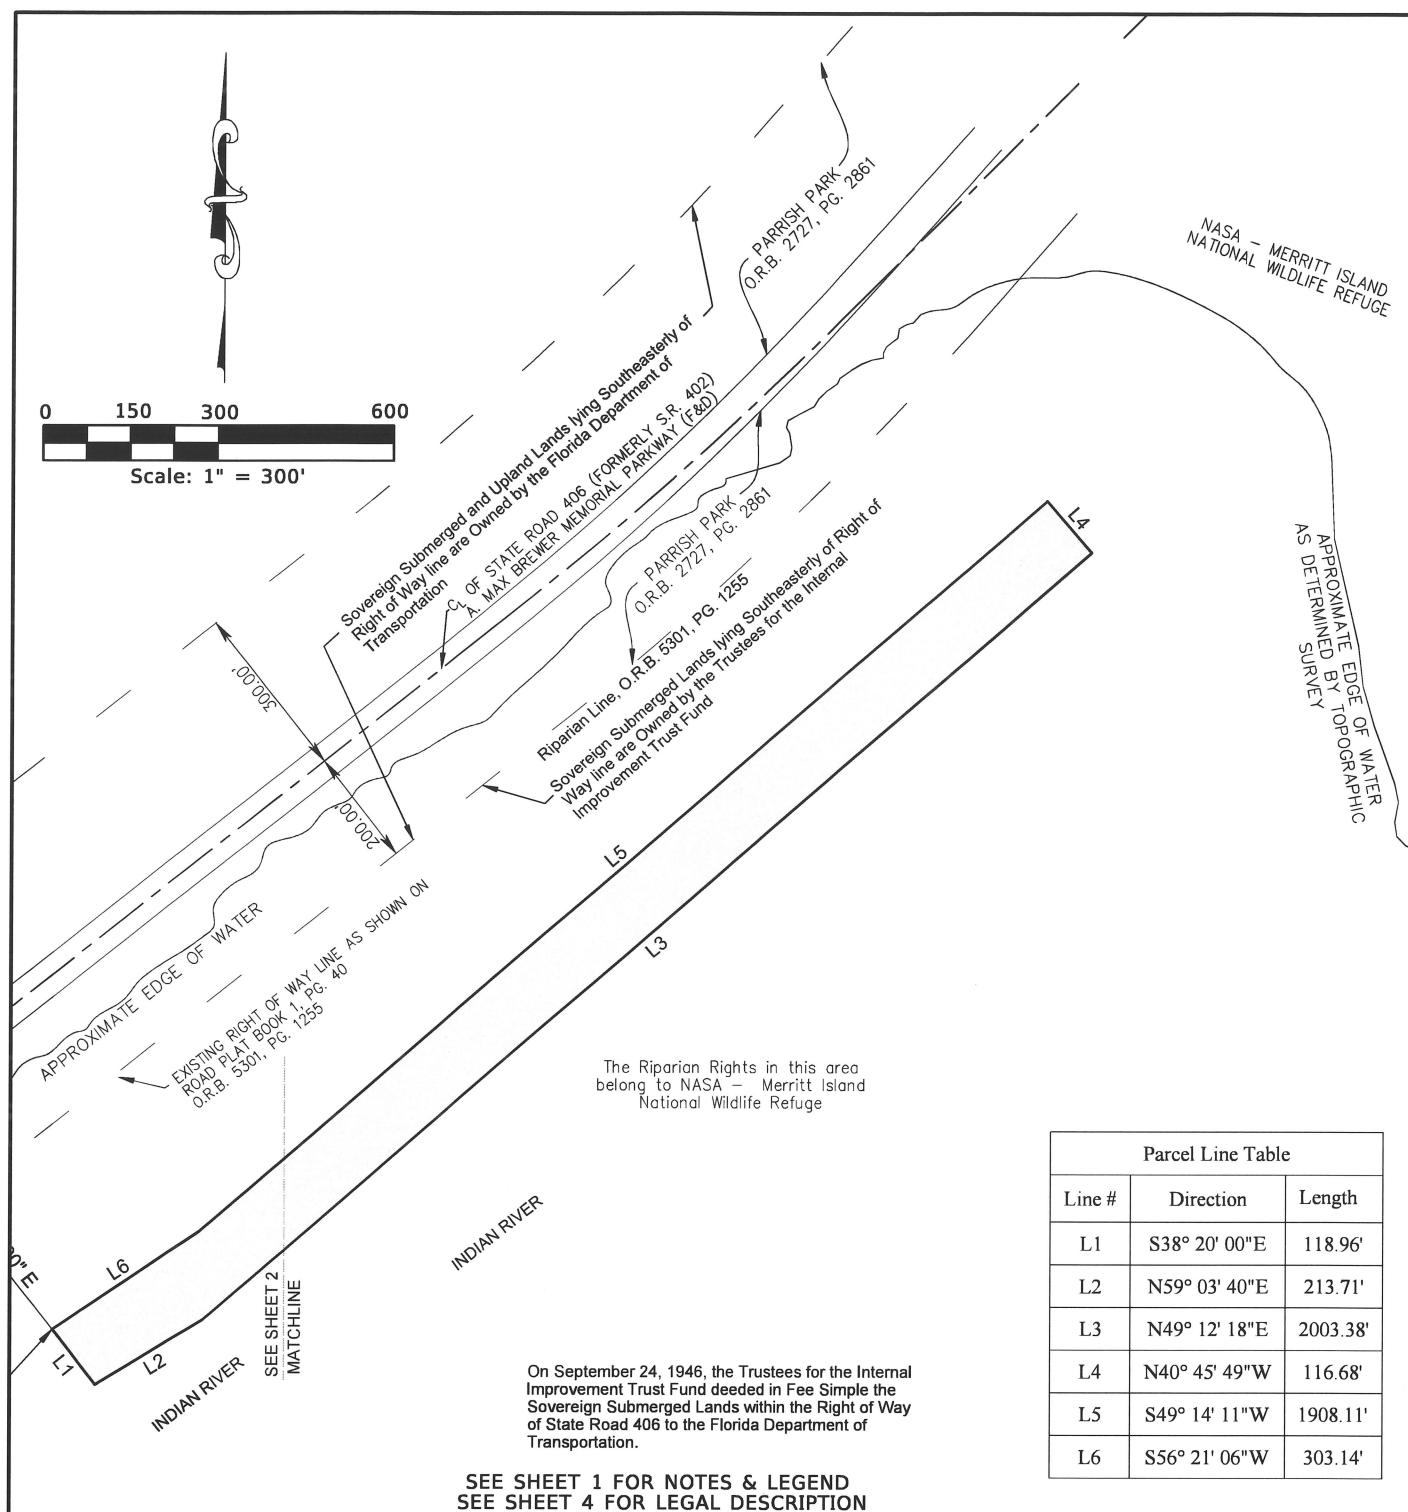 PARRISH PARK
O.R.B. 2727, PG. 2861
NASA – MERRITT ISLAND
NATIONAL WILDLIFE REFUGE
0 150 300 600
Scale: 1" = 300'
Sovereign Submerged and Upland Lands lying Southeasterly of
Right of Way line are Owned by the Florida Department of
Transportation
CL OF STATE ROAD 406 (FORMERLY S.R. 402)
A. MAX BREWER MEMORIAL PARKWAY (F&D)
PARRISH PARK
O.R.B. 2727, PG. 2861
Riparian Line, O.R.B. 5301, PG. 1255
Sovereign Submerged Lands lying Southeasterly of Right of
Way line are Owned by the Trustees for the Internal
Improvement Trust Fund
L4
APPROXIMATE EDGE OF WATER
AS DETERMINED BY TOPOGRAPHIC
SURVEY
300.00'
200.00'
L5
L3
APPROXIMATE EDGE OF WATER
EXISTING RIGHT OF WAY LINE AS SHOWN ON
ROAD PLAT BOOK 1, PG. 40
O.R.B. 5301, PG. 1255
The Riparian Rights in this area
belong to NASA – Merritt Island
National Wildlife Refuge
0" E
L6
L1
L2
INDIAN RIVER
SEE SHEET 2
MATCHLINE
INDIAN RIVER
Parcel Line Table
Line # Direction Length
L1 S38° 20' 00"E 118.96'
L2 N59° 03' 40"E 213.71'
L3 N49° 12' 18"E 2003.38'
L4 N40° 45' 49"W 116.68'
L5 S49° 14' 11"W 1908.11'
L6 S56° 21' 06"W 303.14'
On September 24, 1946, the Trustees for the Internal
Improvement Trust Fund deeded in Fee Simple the
Sovereign Submerged Lands within the Right of Way
of State Road 406 to the Florida Department of
Transportation.
SEE SHEET 1 FOR NOTES & LEGEND
SEE SHEET 4 FOR LEGAL DESCRIPTION